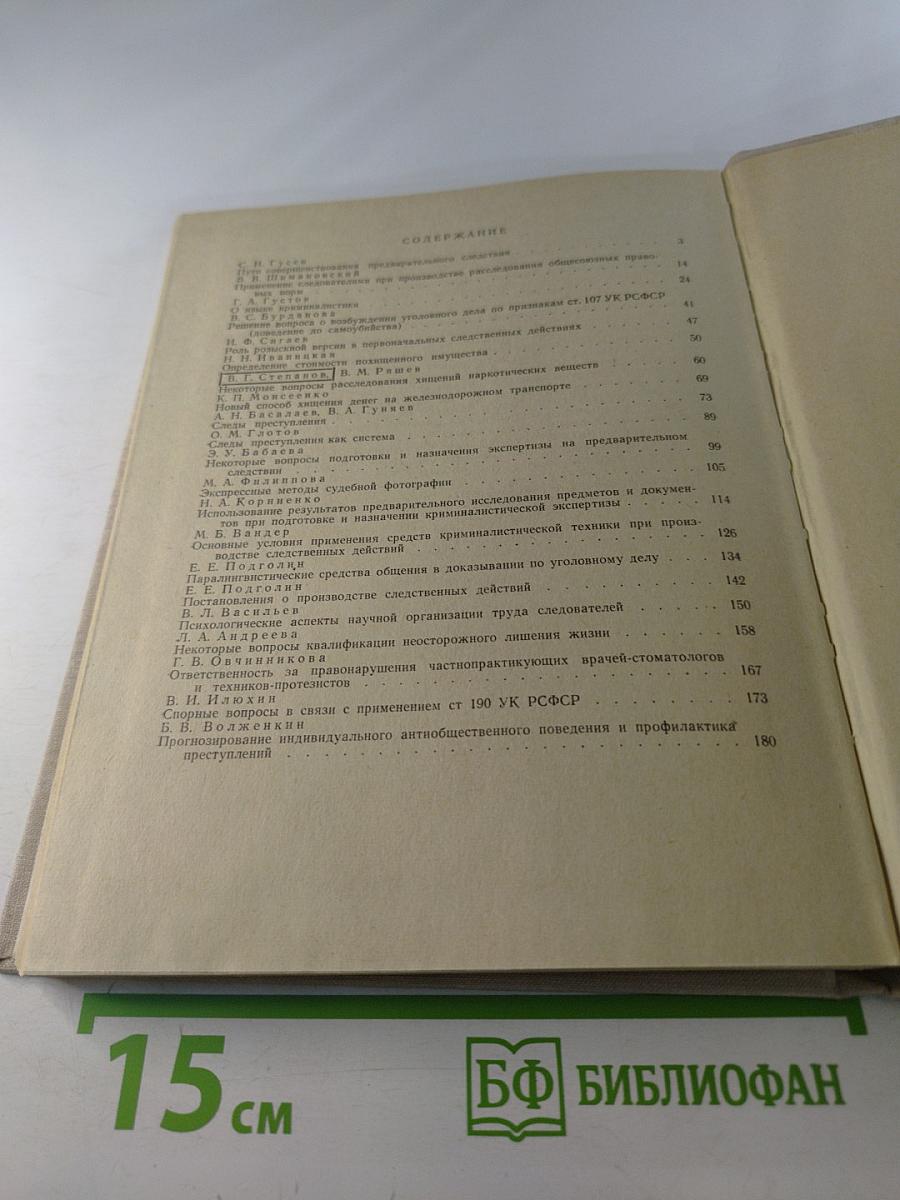 СОДЕРЖАНИЕ
С. И. Гусев
Пути совершенствования предварительного следствия . . . . . . . . 3
В. В. Шимановский
Применение следователями при производстве расследования общесоюзных право-
вых норм . . . . . . . . 14
Г. А. Густов
О языке криминалистики . . . . . . . . 24
В. С. Бурданова
Решение вопроса о возбуждении уголовного дела по признакам ст. 107 УК РСФСР
(доведение до самоубийства) . . . . . . . . 41
И. Ф. Сягаев
Роль розыскной версии в первоначальных следственных действиях . . . . 47
Н. Н. Иваницкая
Определение стоимости похищенного имущества . . . . . . . . 50
В. Г. Степанов, В. М. Ряшев
Некоторые вопросы расследования хищений наркотических веществ . . . . 60
К. П. Моисеенко
Новый способ хищения денег на железнодорожном транспорте . . . . 69
А. Н. Басалаев, В. А. Гуняев
Следы преступления . . . . . . . . 73
О. М. Глотов
Следы преступления как система . . . . . . . . 89
Э. У. Бабаева
Некоторые вопросы подготовки и назначения экспертизы на предварительном
следствии . . . . . . . . 99
М. А. Филиппова
Экспрессные методы судебной фотографии . . . . . . . . 105
Н. А. Корниенко
Использование результатов предварительного исследования предметов и докумен-
тов при подготовке и назначении криминалистической экспертизы . . . . 114
М. Б. Вандер
Основные условия применения средств криминалистической техники при произ-
водстве следственных действий . . . . . . . . 126
Е. Е. Подголин
Паралингвистические средства общения в доказывании по уголовному делу . . . 134
Е. Е. Подголин
Постановления о производстве следственных действий . . . . . . . . 142
В. Л. Васильев
Психологические аспекты научной организации труда следователей . . . . 150
Л. А. Андреева
Некоторые вопросы квалификации неосторожного лишения жизни . . . . . . 158
Г. В. Овчинникова
Ответственность за правонарушения частнопрактикующих врачей-стоматологов
и техников-протезистов . . . . . . . . 167
В. И. Илюхин
Спорные вопросы в связи с применением ст 190 УК РСФСР . . . . . . . . 173
Б. В. Волженкин
Прогнозирование индивидуального антиобщественного поведения и профилактика
преступлений . . . . . . . . 180
15 см
БФ БИБЛИОФАН